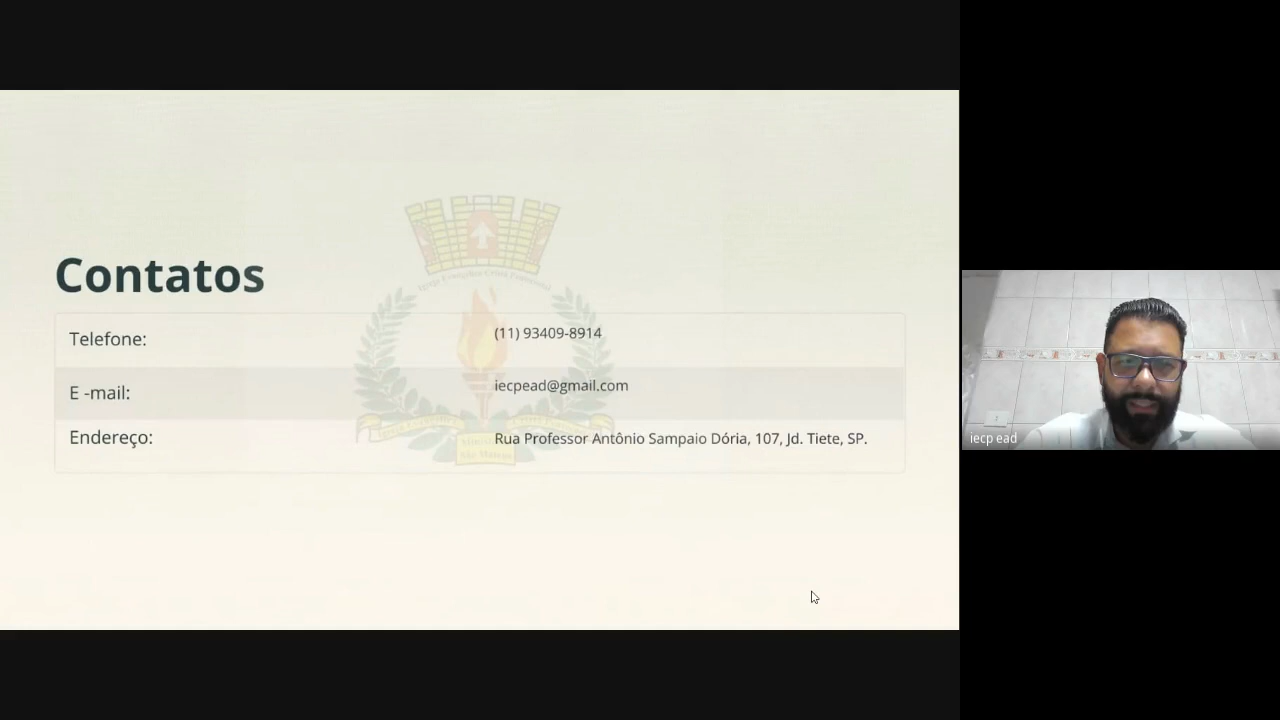 Contatos
Telefone:
(11) 93409-8914
E -mail:
iecpead@gmail.com
Endereço:
Rua Professor Antônio Sampaio Dória, 107, Jd. Tiete, SP.
iecp ead